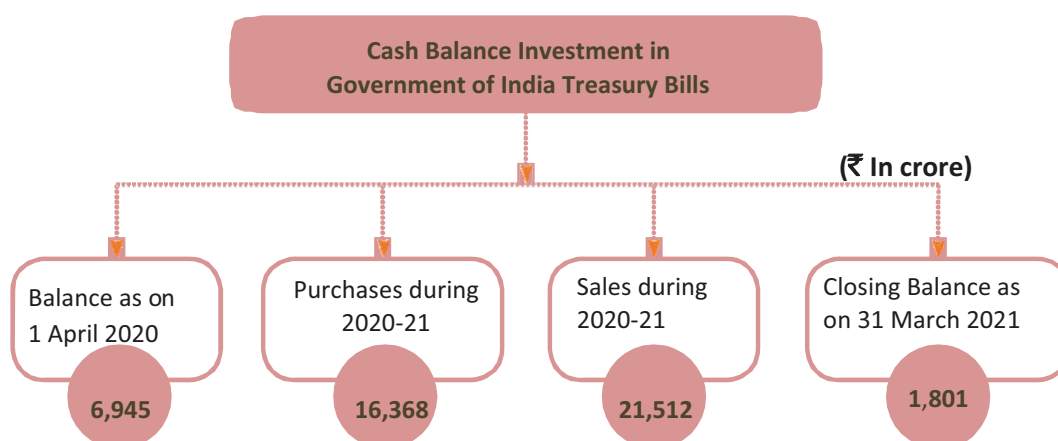 Cash Balance Investment in
Government of India Treasury Bills
(₹ In crore)
Balance as on
1 April 2020
6,945
Purchases during
2020-21
16,368
Sales during
2020-21
21,512
Closing Balance as
on 31 March 2021
1,801